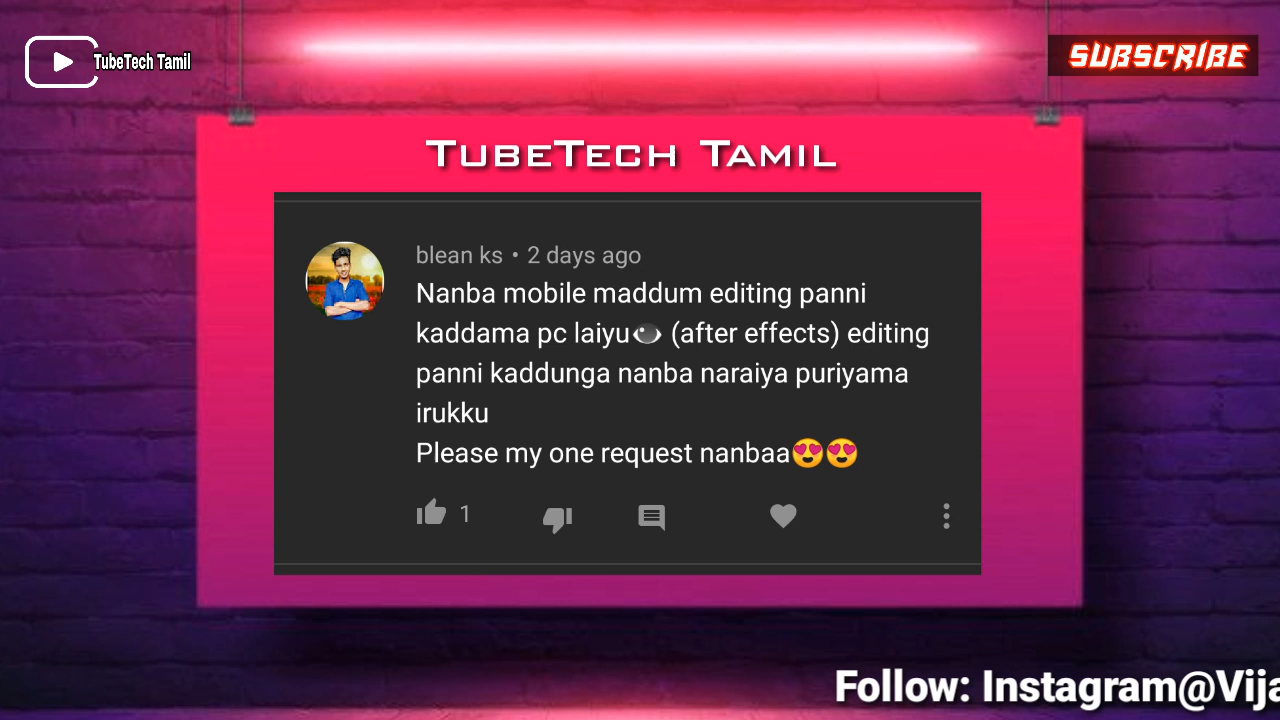 TubeTech Tamil
SUBSCRIBE
TUBETECH TAMIL
blean ks • 2 days ago
Nanba mobile maddum editing panni
kaddama pc laiyu👁️ (after effects) editing
panni kaddunga nanba naraiya puriyama
irukku
Please my one request nanbaa😍😍
1
Follow: Instagram@Vija